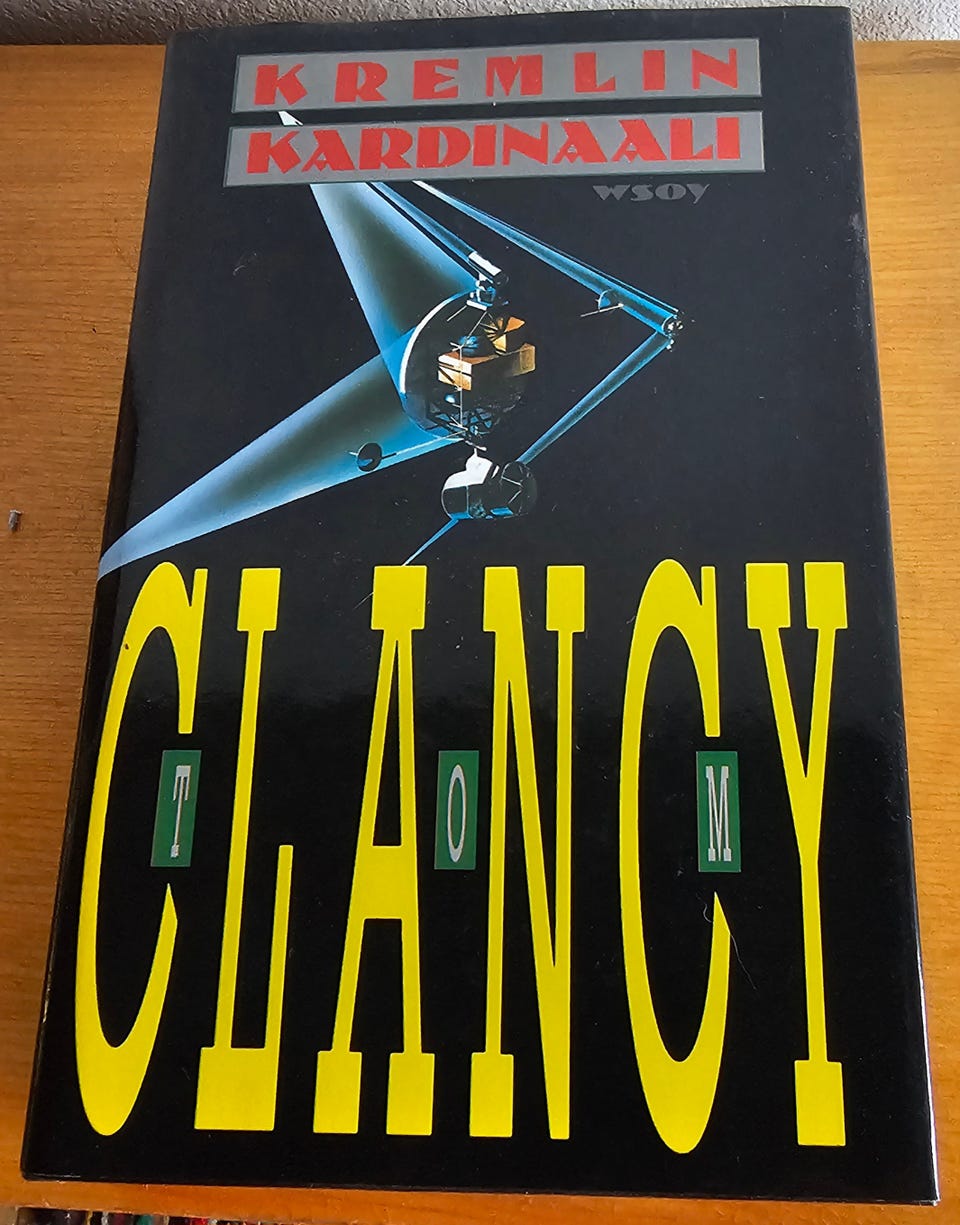 KREMLIN
KARDINAALI
WSOY
CLANCY
TOM